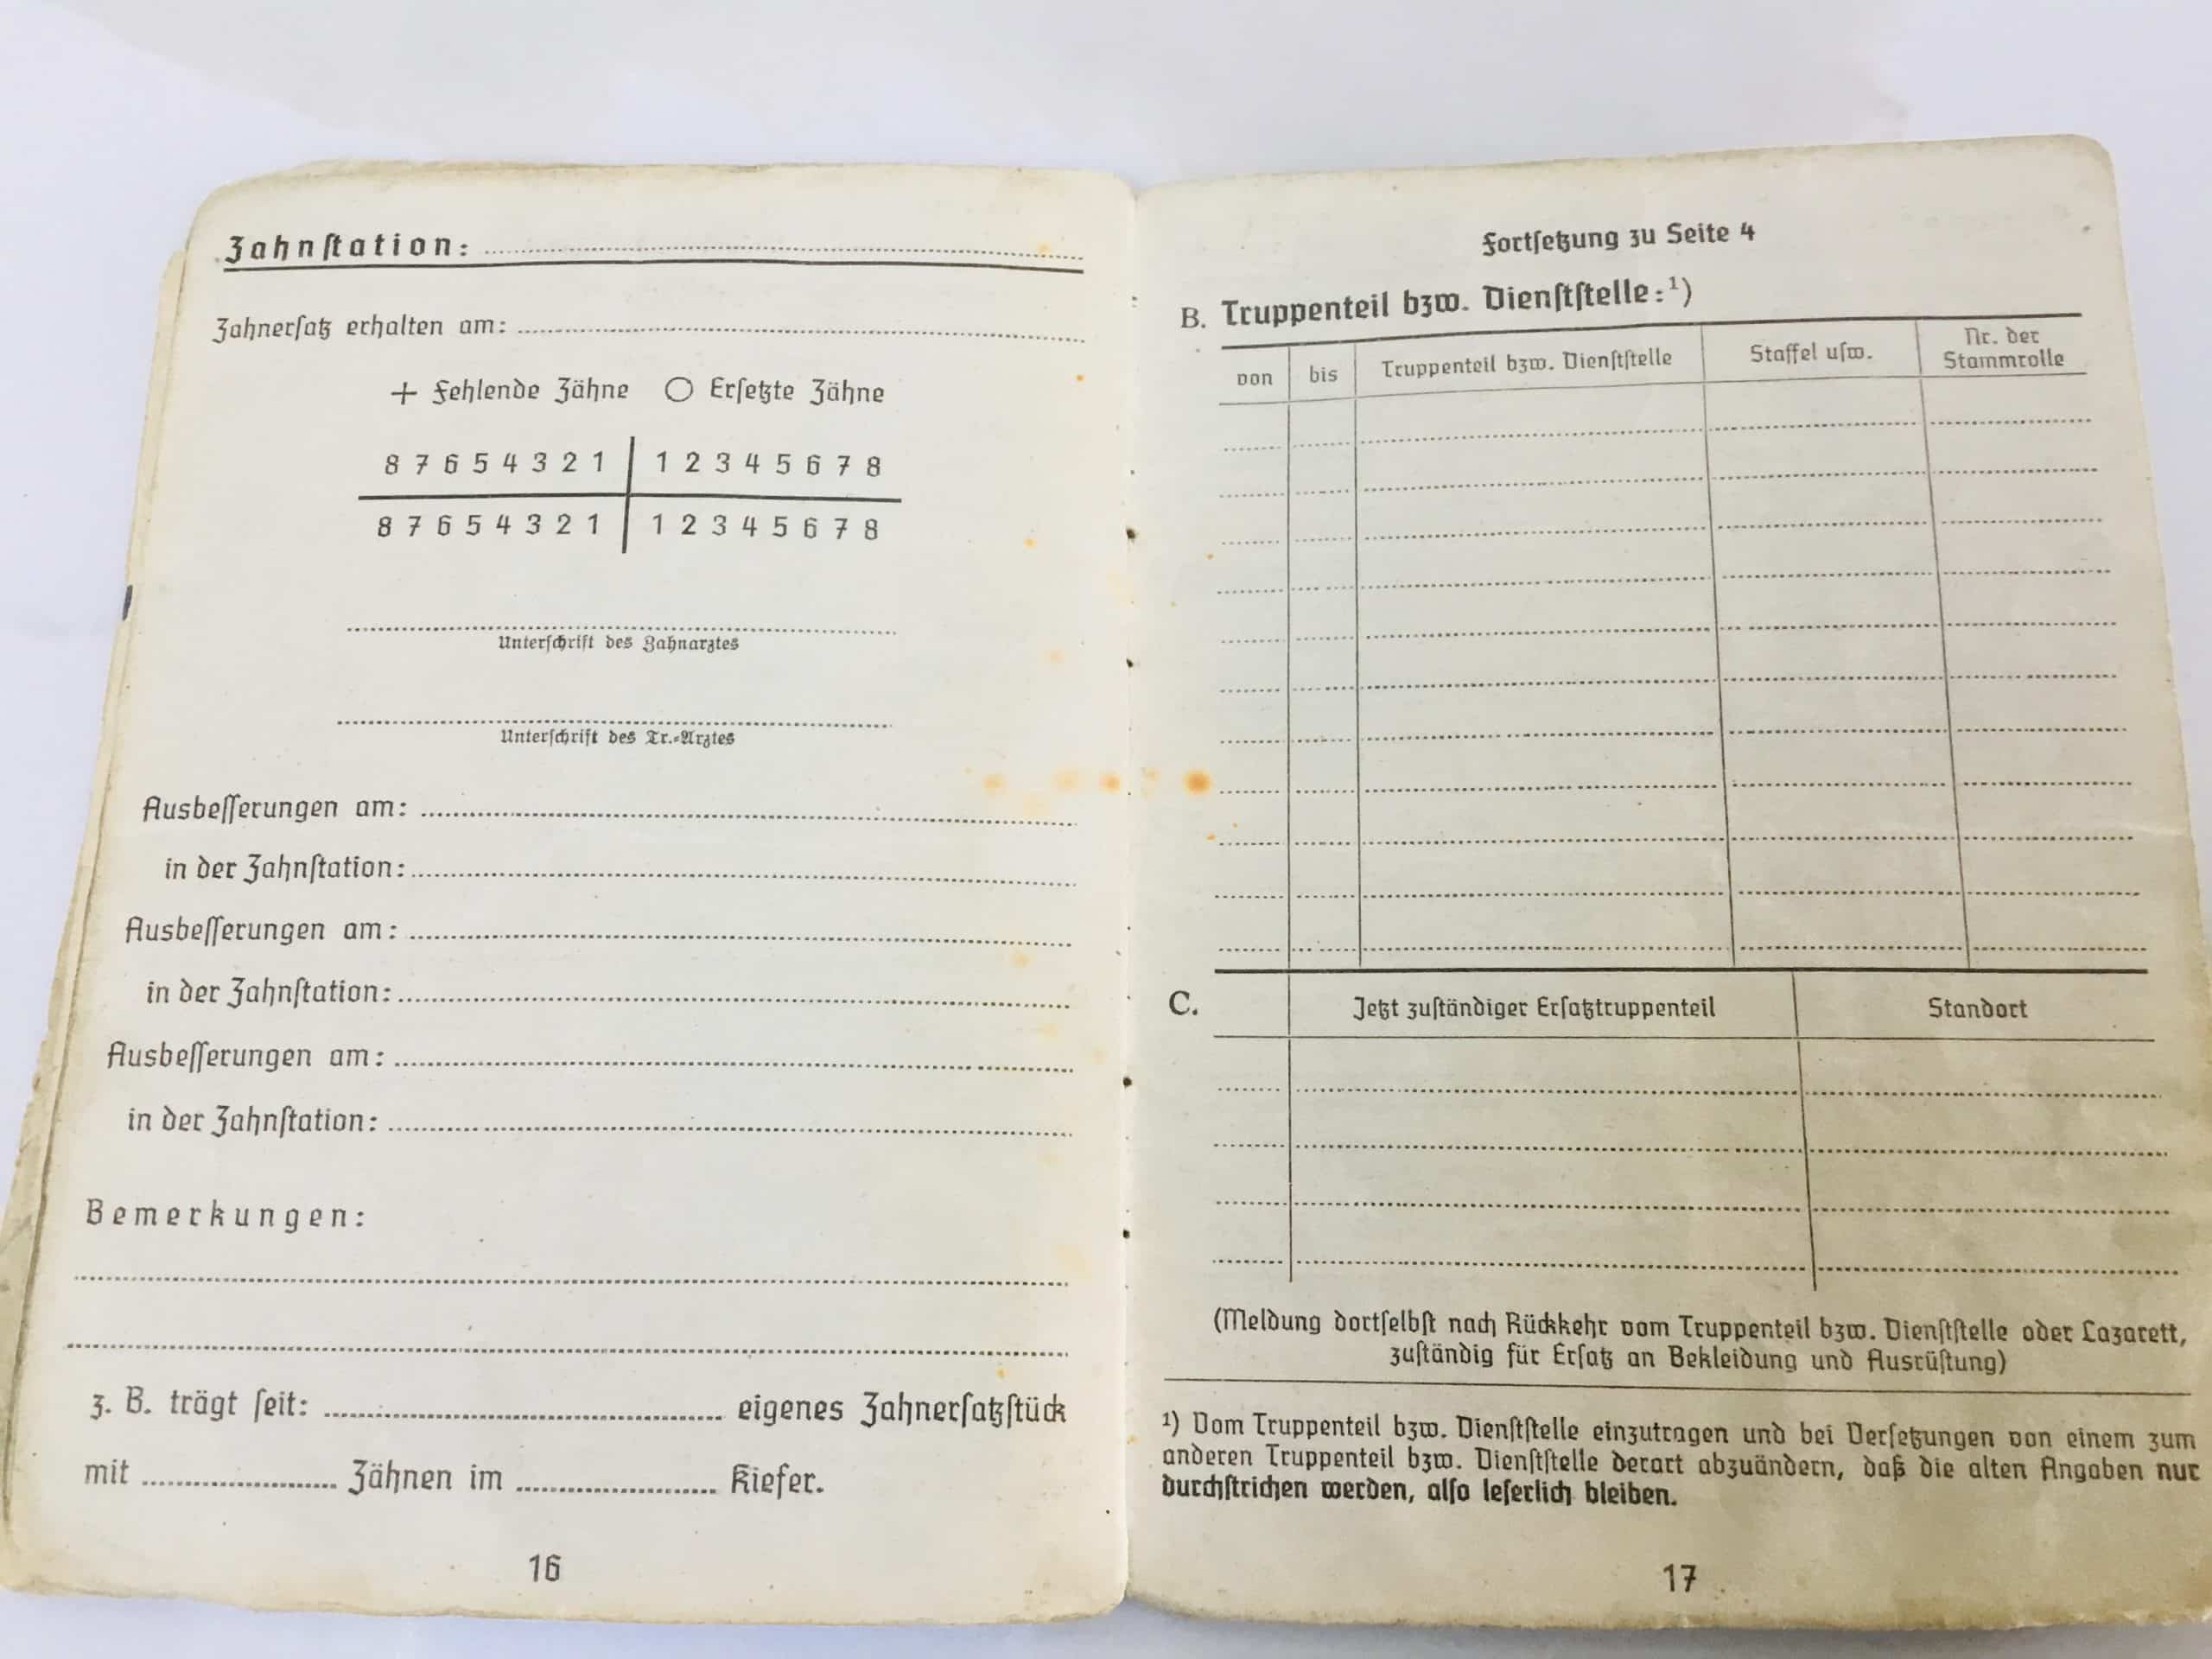 Zahnstation:
Zahnersatz erhalten am:
+ Fehlende Zähne ○ Ersetzte Zähne
8 7 6 5 4 3 2 1 | 1 2 3 4 5 6 7 8
8 7 6 5 4 3 2 1 | 1 2 3 4 5 6 7 8
Unterschrift des Zahnarztes
Unterschrift des Tr.-Arztes
Ausbesserungen am:
in der Zahnstation:
Ausbesserungen am:
in der Zahnstation:
Ausbesserungen am:
in der Zahnstation:
Bemerkungen:
z. B. trägt seit: eigenes Zahnersatzstück
mit Zähnen im Kiefer.
16
Fortsetzung zu Seite 4
B. Truppenteil bzw. Dienststelle:¹)
von bis Truppenteil bzw. Dienststelle Staffel usw. Nr. der
Stammrolle
C. Jetzt zuständiger Ersatztruppenteil Standort
(Meldung dortselbst nach Rückkehr vom Truppenteil bzw. Dienststelle oder Lazarett,
zuständig für Ersatz an Bekleidung und Ausrüstung)
¹) Vom Truppenteil bzw. Dienststelle einzutragen und bei Versetzungen von einem zum
anderen Truppenteil bzw. Dienststelle derart abzuändern, daß die alten Angaben nur
durchstrichen werden, also leserlich bleiben.
17